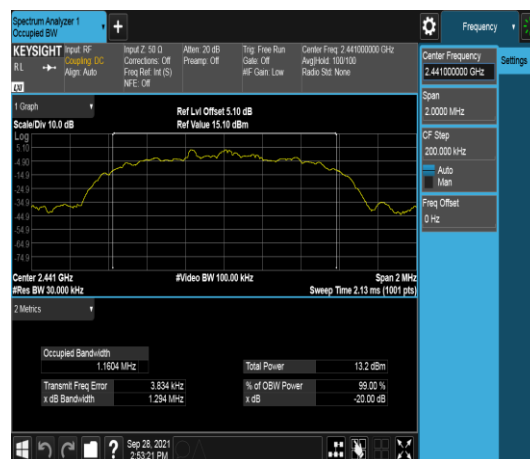 Spectrum Analyzer 1
Occupied BW
Frequency
KEYSIGHT
RL
LXI
Input: RF
Coupling: DC
Align: Auto
Input Z: 50 Ω
Corrections: Off
Freq Ref: Int (S)
NFE: Off
Atten: 20 dB
Preamp: Off
Trig: Free Run
Gate: Off
#IF Gain: Low
Center Freq: 2.441000000 GHz
Avg|Hold: 100/100
Radio Std: None
Center Frequency
2.441000000 GHz
Settings
Span
2.0000 MHz
CF Step
200.000 kHz
Auto
Man
Freq Offset
0 Hz
1 Graph
Scale/Div 10.0 dB
Ref Lvl Offset 5.10 dB
Ref Value 15.10 dBm
Log
5.10
-4.90
-14.9
-24.9
-34.9
-44.9
-54.9
-64.9
-74.9
Center 2.441 GHz
#Res BW 30.000 kHz
#Video BW 100.00 kHz
Span 2 MHz
Sweep Time 2.13 ms (1001 pts)
2 Metrics
Occupied Bandwidth
1.1604 MHz
Total Power 13.2 dBm
Transmit Freq Error 3.834 kHz
% of OBW Power 99.00 %
x dB Bandwidth 1.294 MHz
x dB -20.00 dB
?
Sep 28, 2021
2:53:21 PM